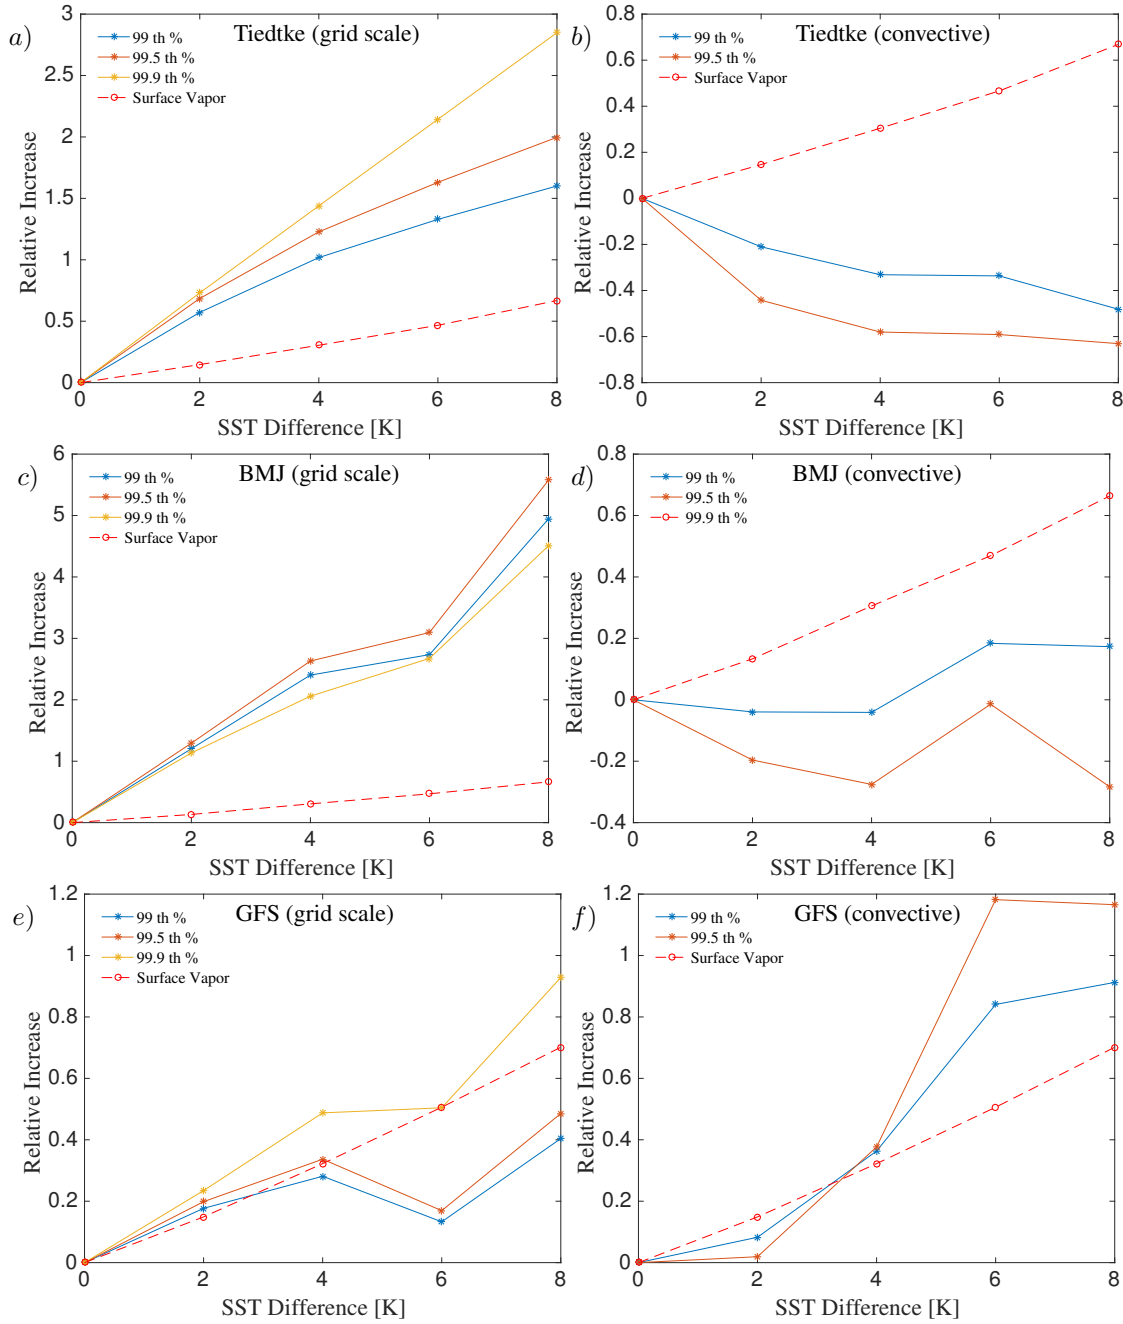 a)
Tiedtke (grid scale)
99 th %
99.5 th %
99.9 th %
Surface Vapor
Relative Increase
3
2.5
2
1.5
1
0.5
0
0 2 4 6 8
SST Difference [K]
b)
Tiedtke (convective)
99 th %
99.5 th %
Surface Vapor
Relative Increase
0.8
0.6
0.4
0.2
0
-0.2
-0.4
-0.6
-0.8
0 2 4 6 8
SST Difference [K]
c)
BMJ (grid scale)
99 th %
99.5 th %
99.9 th %
Surface Vapor
Relative Increase
6
5
4
3
2
1
0
0 2 4 6 8
SST Difference [K]
d)
BMJ (convective)
99 th %
99.5 th %
99.9 th %
Relative Increase
0.8
0.6
0.4
0.2
0
-0.2
-0.4
0 2 4 6 8
SST Difference [K]
e)
GFS (grid scale)
99 th %
99.5 th %
99.9 th %
Surface Vapor
Relative Increase
1.2
1
0.8
0.6
0.4
0.2
0
0 2 4 6 8
SST Difference [K]
f)
GFS (convective)
99 th %
99.5 th %
Surface Vapor
Relative Increase
1.2
1
0.8
0.6
0.4
0.2
0
0 2 4 6 8
SST Difference [K]